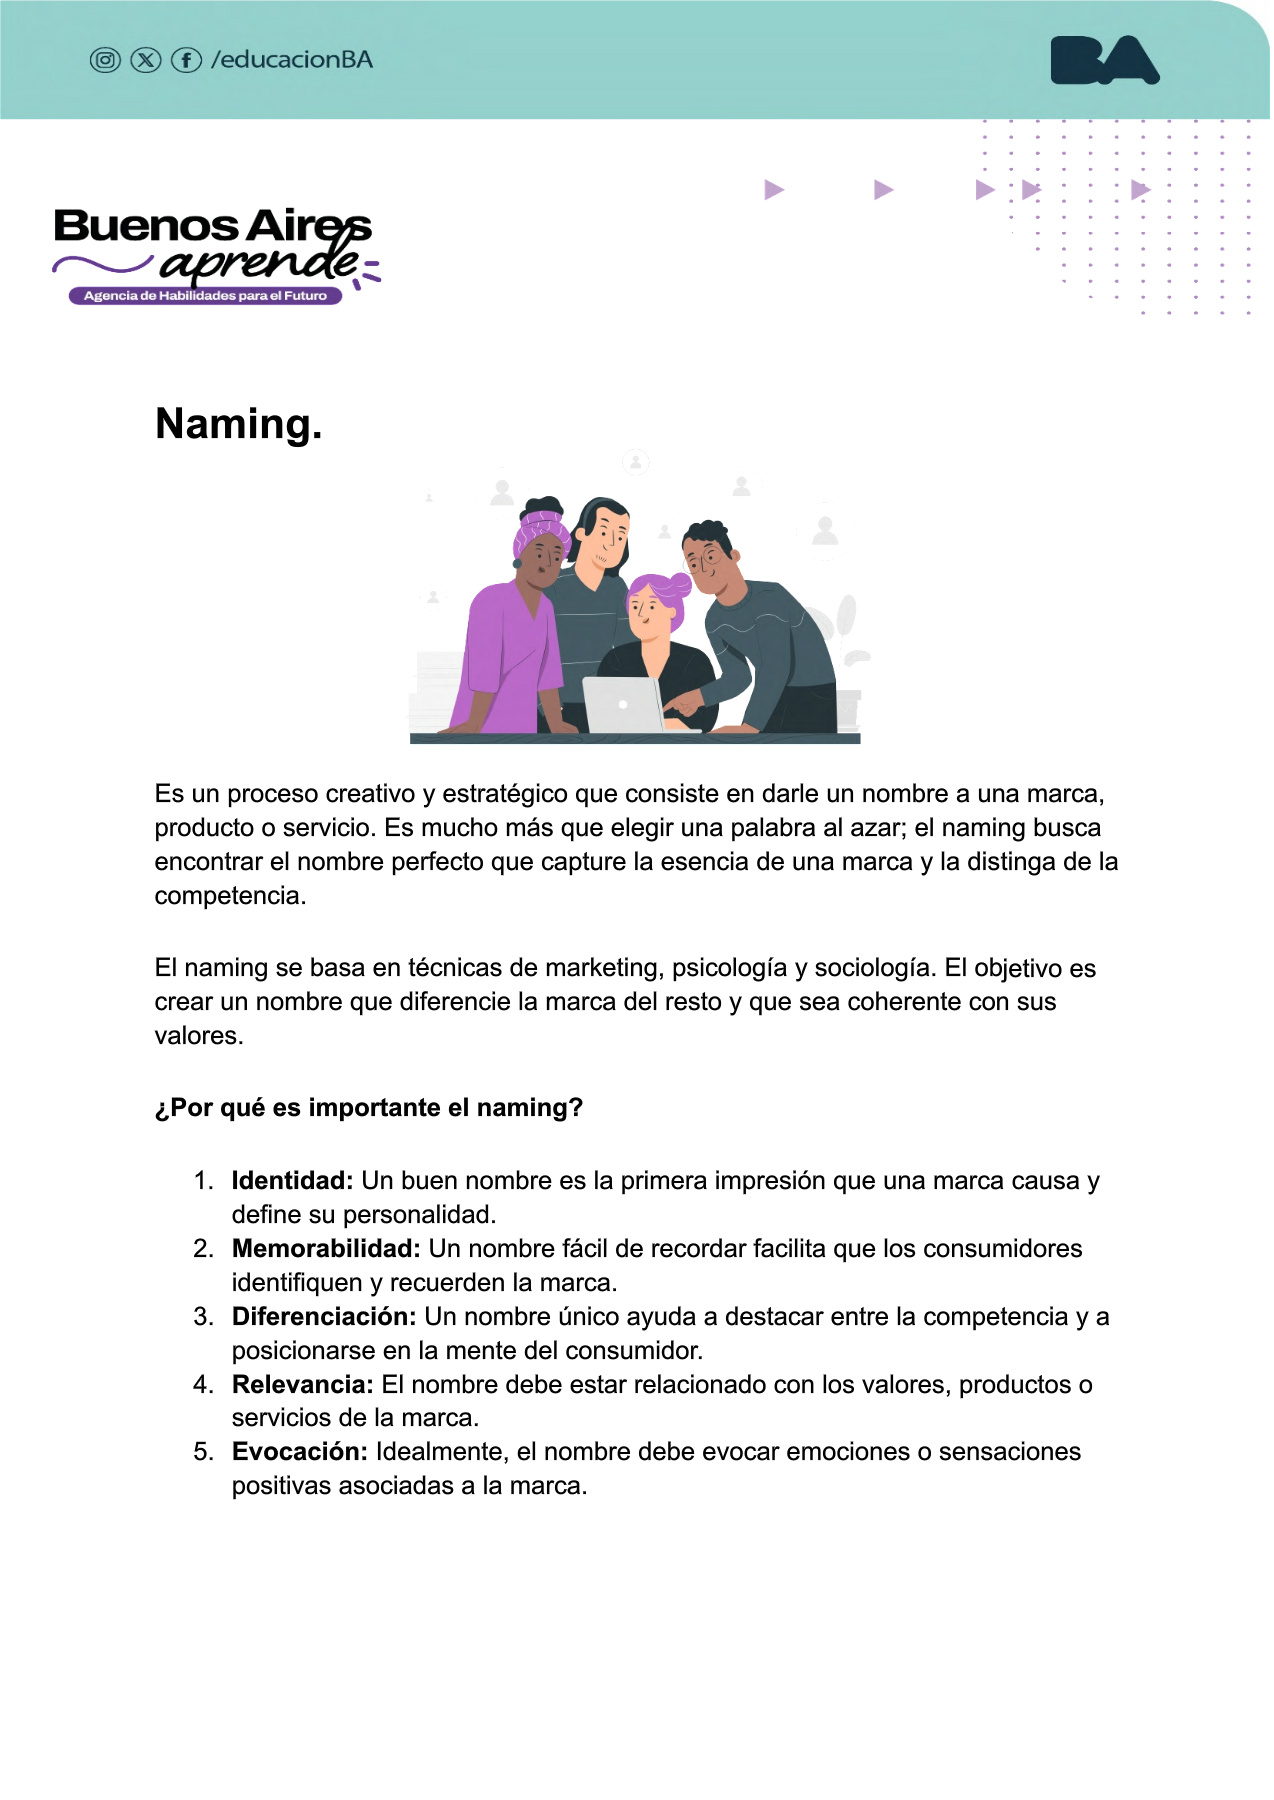 /educacionBA
BA
Buenos Aires
aprende
Agencia de Habilidades para el Futuro
Naming.
Es un proceso creativo y estratégico que consiste en darle un nombre a una marca,
producto o servicio. Es mucho más que elegir una palabra al azar; el naming busca
encontrar el nombre perfecto que capture la esencia de una marca y la distinga de la
competencia.
El naming se basa en técnicas de marketing, psicología y sociología. El objetivo es
crear un nombre que diferencie la marca del resto y que sea coherente con sus
valores.
¿Por qué es importante el naming?
1. Identidad: Un buen nombre es la primera impresión que una marca causa y
define su personalidad.
2. Memorabilidad: Un nombre fácil de recordar facilita que los consumidores
identifiquen y recuerden la marca.
3. Diferenciación: Un nombre único ayuda a destacar entre la competencia y a
posicionarse en la mente del consumidor.
4. Relevancia: El nombre debe estar relacionado con los valores, productos o
servicios de la marca.
5. Evocación: Idealmente, el nombre debe evocar emociones o sensaciones
positivas asociadas a la marca.